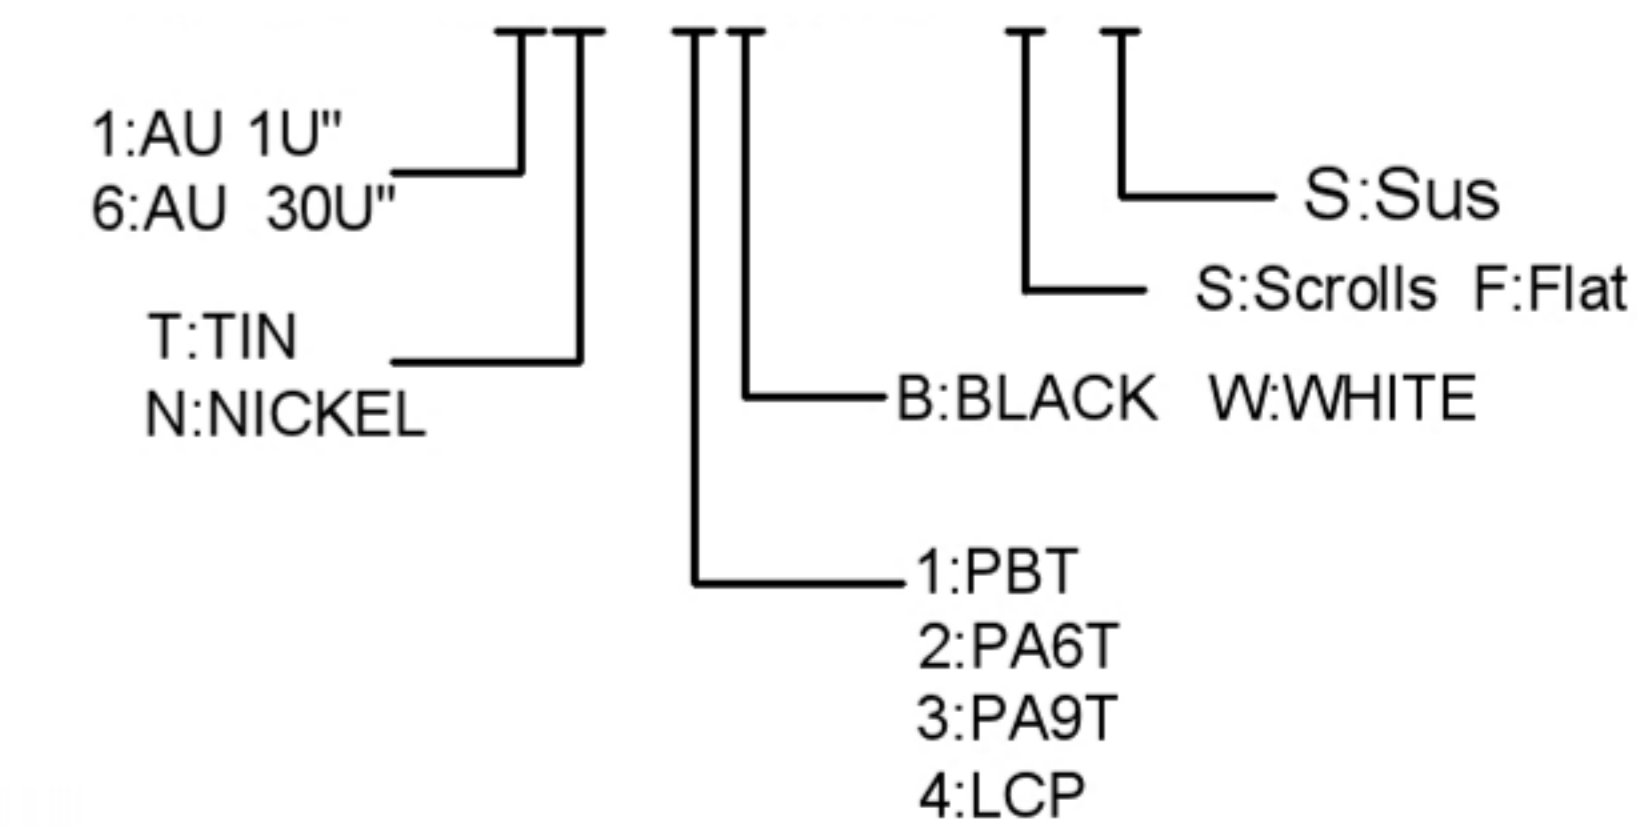 1:AU 1U"
6:AU 30U"
S:Sus
S:Scrolls F:Flat
T:TIN
N:NICKEL
B:BLACK W:WHITE
1:PBT
2:PA6T
3:PA9T
4:LCP